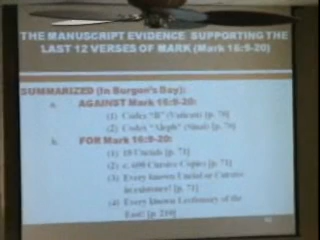 THE MANUSCRIPT EVIDENCE SUPPORTING THE
LAST 12 VERSES OF MARK (Mark 16:9-20)
SUMMARIZED (In Burgon's Day):
a. AGAINST Mark 16:9-20:
(1) Codex "B" (Vatican) [p. 70]
(2) Codex "Aleph" (Sinai) [p. 70]
b. FOR Mark 16:9-20:
(1) 18 Uncials [p. 71]
(2) c. 600 Cursive Copies [p. 71]
(3) Every known Uncial or Cursive
in existence! [p. 71]
(4) Every known Lectionary of the
East! [p. 210]